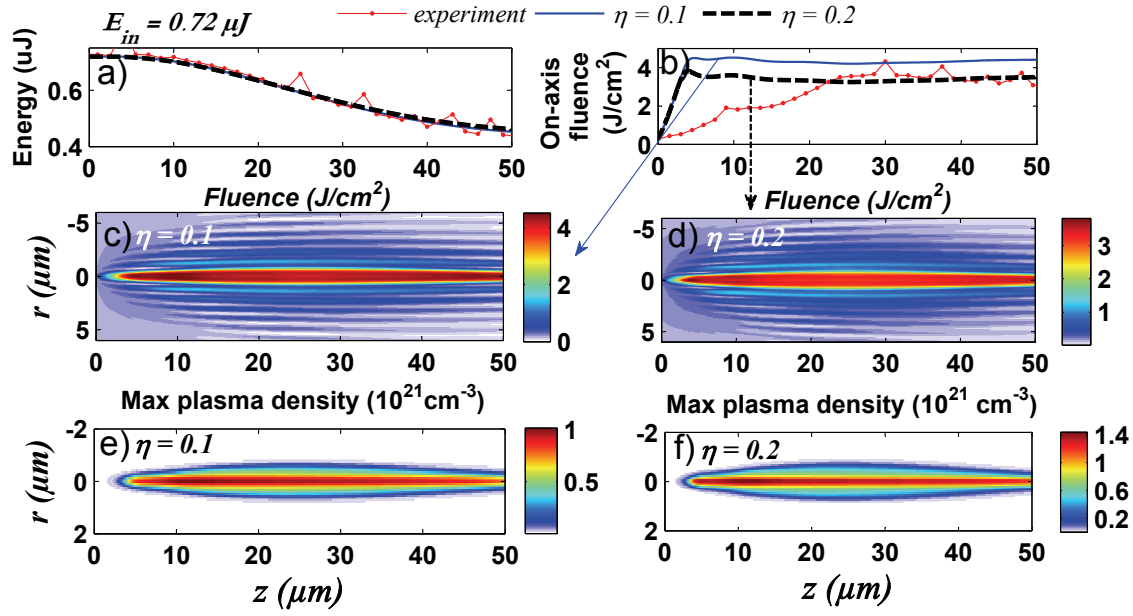 E_in = 0.72 μJ
experiment η = 0.1 η = 0.2
a)
Energy (uJ)
0.6
0.4
0 10 20 30 40 50
b)
On-axis
fluence
(J/cm²)
4
2
0
0 10 20 30 40 50
Fluence (J/cm²)
c) η = 0.1
r (μm)
-5
0
5
0 10 20 30 40 50
4
2
0
Fluence (J/cm²)
d) η = 0.2
-5
0
5
0 10 20 30 40 50
3
2
1
Max plasma density (10²¹cm⁻³)
e) η = 0.1
r (μm)
-2
0
2
0 10 20 30 40 50
z (μm)
1
0.5
Max plasma density (10²¹ cm⁻³)
f) η = 0.2
-2
0
2
0 10 20 30 40 50
z (μm)
1.4
1
0.6
0.2